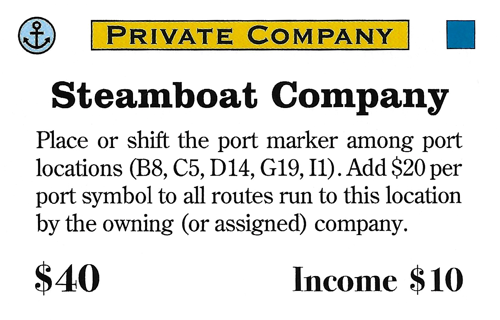 PRIVATE COMPANY
Steamboat Company
Place or shift the port marker among port
locations (B8, C5, D14, G19, I1). Add $20 per
port symbol to all routes run to this location
by the owning (or assigned) company.
$40 Income $10